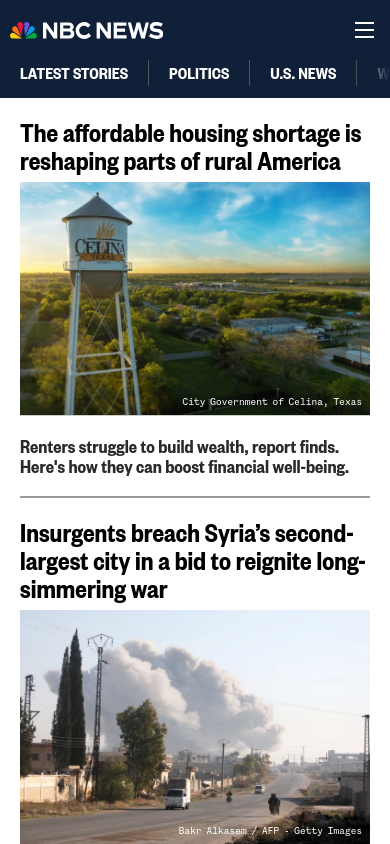 NBC NEWS
LATEST STORIES
POLITICS
U.S. NEWS
The affordable housing shortage is
reshaping parts of rural America
CELINA
TEXAS
City Government of Celina, Texas
Renters struggle to build wealth, report finds.
Here's how they can boost financial well-being.
Insurgents breach Syria’s second-
largest city in a bid to reignite long-
simmering war
Bakr Alkasem / AFP - Getty Images